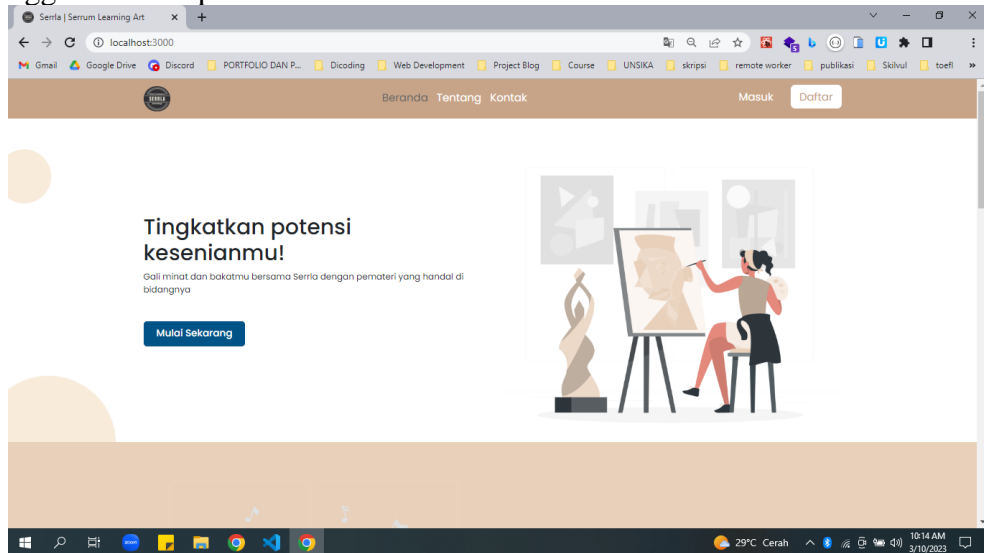 Serrla | Serrum Learning Art
localhost:3000
Gmail Google Drive Discord PORTFOLIO DAN P... Dicoding Web Development Project Blog Course UNSIKA skripsi remote worker publikasi Skilvul toefl »
SERRLA Beranda Tentang Kontak Masuk Daftar
Tingkatkan potensi
kesenianmu!
Gali minat dan bakatmu bersama Serrla dengan pemateri yang handal di
bidangnya
Mulai Sekarang
zoom 29°C Cerah 10:14 AM
3/10/2023